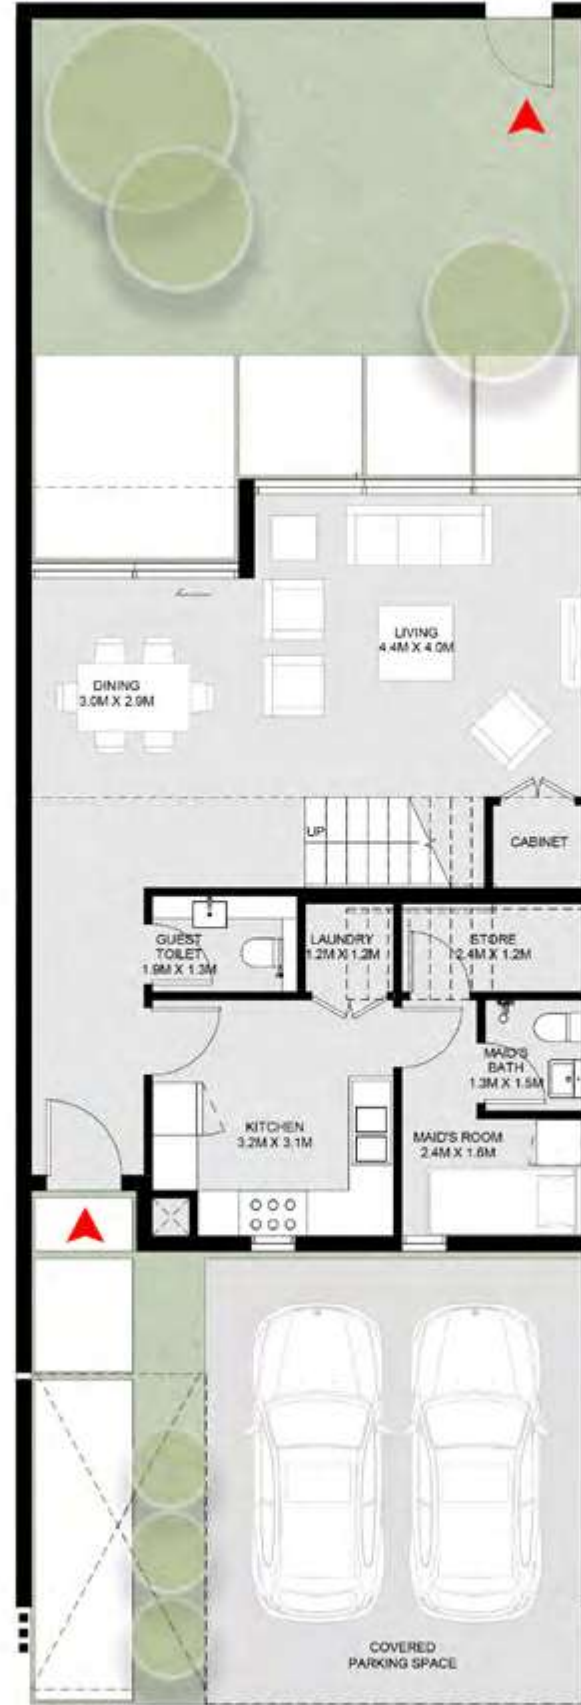 LIVING
4.4M X 4.0M
DINING
3.0M X 2.9M
UP
CABINET
GUEST
TOILET
1.9M X 1.3M
LAUNDRY
1.2M X 1.2M
STORE
2.4M X 1.2M
MAID'S
BATH
1.3M X 1.5M
KITCHEN
3.2M X 3.1M
MAID'S ROOM
2.4M X 1.6M
COVERED
PARKING SPACE